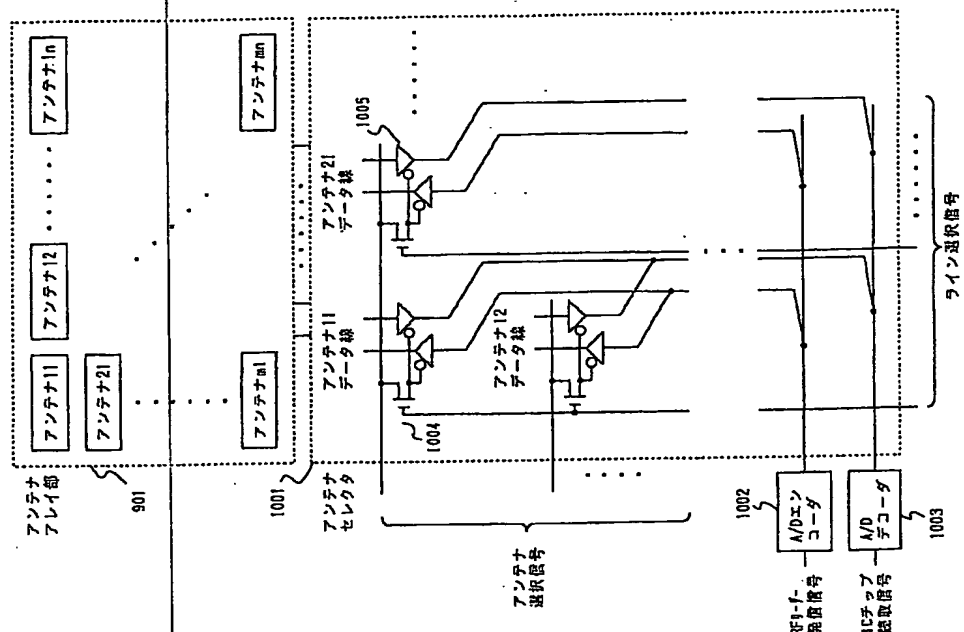 アンテナ
アレイ部
901
アンテナ11
アンテナ12
アンテナ1n
アンテナ21
アンテナm1
アンテナmn
1001
アンテナ
セレクタ
アンテナ11
データ線
アンテナ21
データ線
1005
1004
アンテナ12
データ線
アンテナ
選択信号
1002
A/Dエン
コーダ
A/D
デコーダ
1003
発信信号
ICチップ
読取信号
ライン選択信号